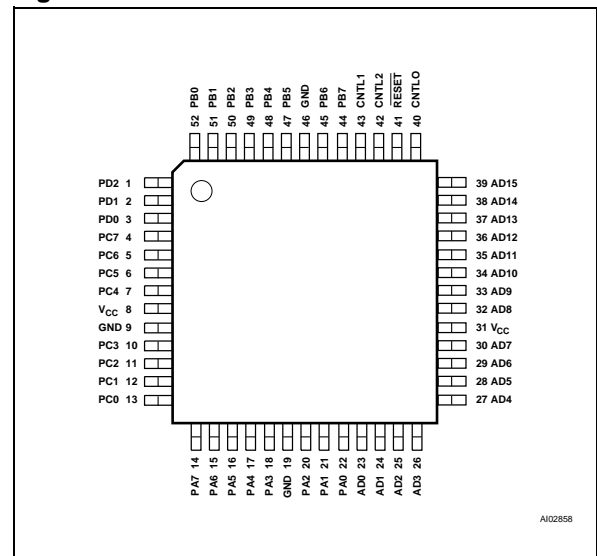 52 PB0
51 PB1
50 PB2
49 PB3
48 PB4
47 PB5
46 GND
45 PB6
44 PB7
43 CNTL1
42 CNTL2
41 RESET
40 CNTL0
PD2 1
PD1 2
PD0 3
PC7 4
PC6 5
PC5 6
PC4 7
VCC 8
GND 9
PC3 10
PC2 11
PC1 12
PC0 13
39 AD15
38 AD14
37 AD13
36 AD12
35 AD11
34 AD10
33 AD9
32 AD8
31 VCC
30 AD7
29 AD6
28 AD5
27 AD4
PA7 14
PA6 15
PA5 16
PA4 17
PA3 18
GND 19
PA2 20
PA1 21
PA0 22
AD0 23
AD1 24
AD2 25
AD3 26
AI02858